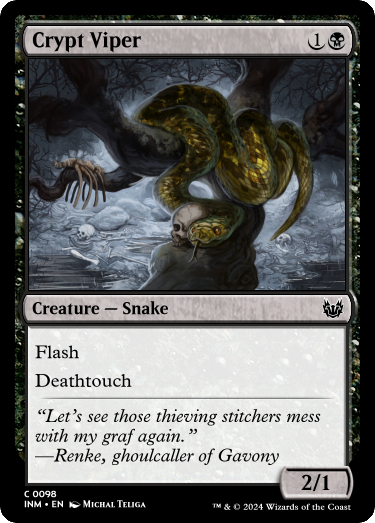 Crypt Viper 1
Creature — Snake
Flash
Deathtouch
“Let’s see those thieving stitchers mess
with my graf again.”
—Renke, ghoulcaller of Gavony
2/1
C 0098
INM • EN Michal Teliga
™ & © 2024 Wizards of the Coast